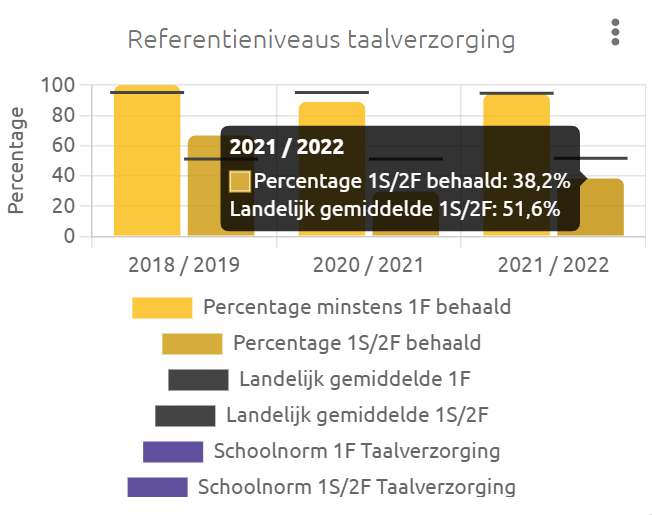 Referentieniveaus taalverzorging
Percentage
100
80
60
40
20
0
2021 / 2022
Percentage 1S/2F behaald: 38,2%
Landelijk gemiddelde 1S/2F: 51,6%
2018 / 2019
2020 / 2021
2021 / 2022
Percentage minstens 1F behaald
Percentage 1S/2F behaald
Landelijk gemiddelde 1F
Landelijk gemiddelde 1S/2F
Schoolnorm 1F Taalverzorging
Schoolnorm 1S/2F Taalverzorging